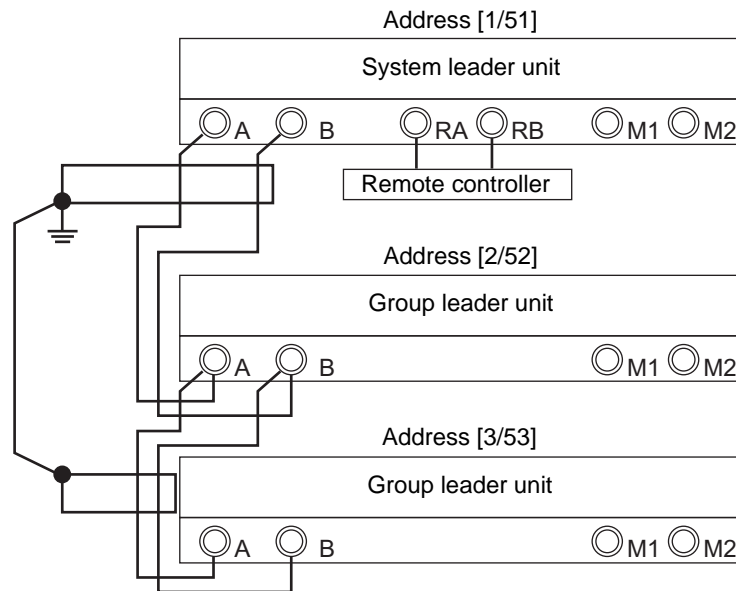 Address [1/51]
System leader unit
A B RA RB M1 M2
Remote controller
Address [2/52]
Group leader unit
A B M1 M2
Address [3/53]
Group leader unit
A B M1 M2